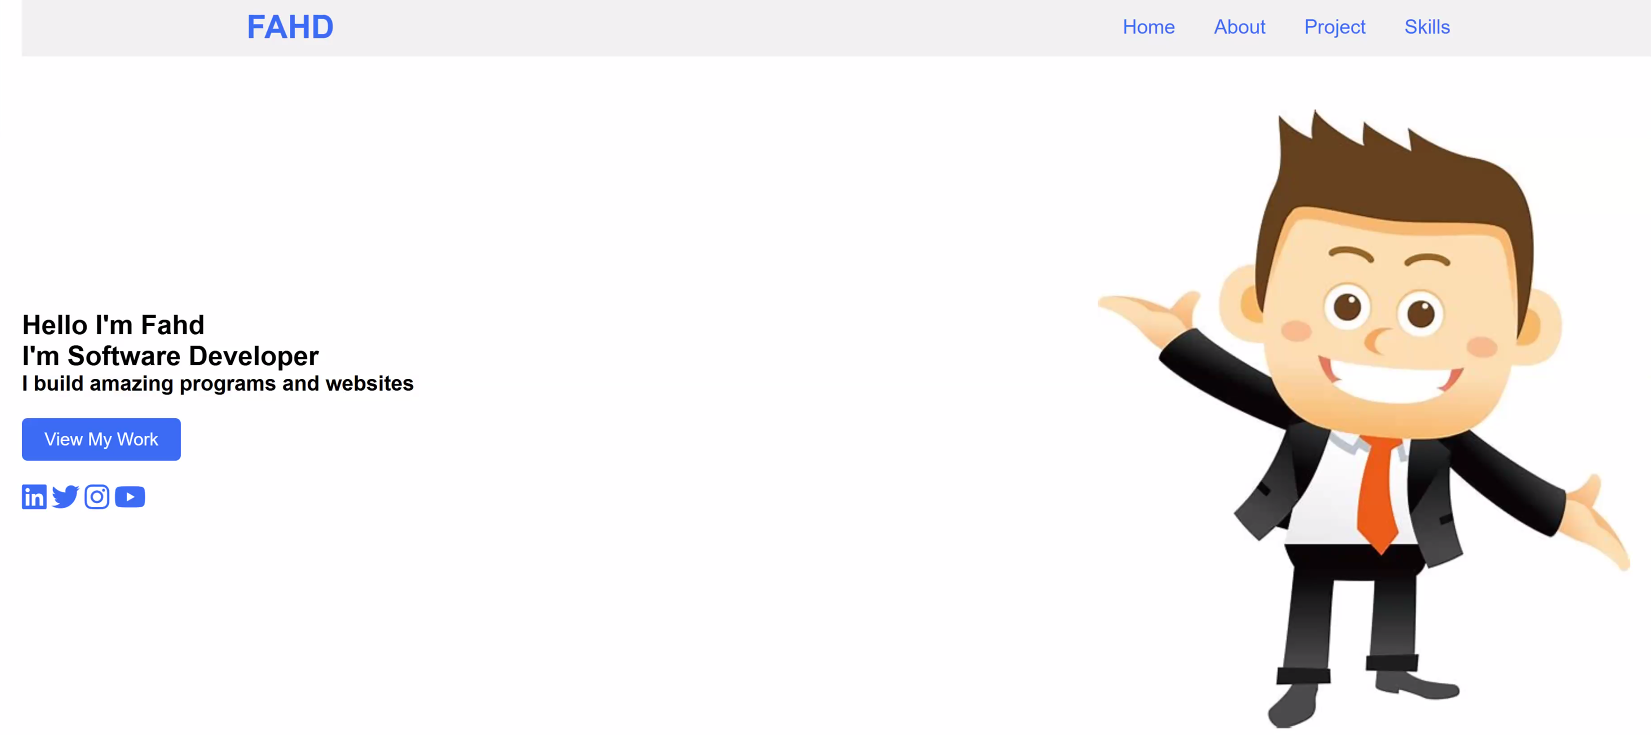 FAHD
Home About Project Skills
Hello I'm Fahd
I'm Software Developer
I build amazing programs and websites
View My Work